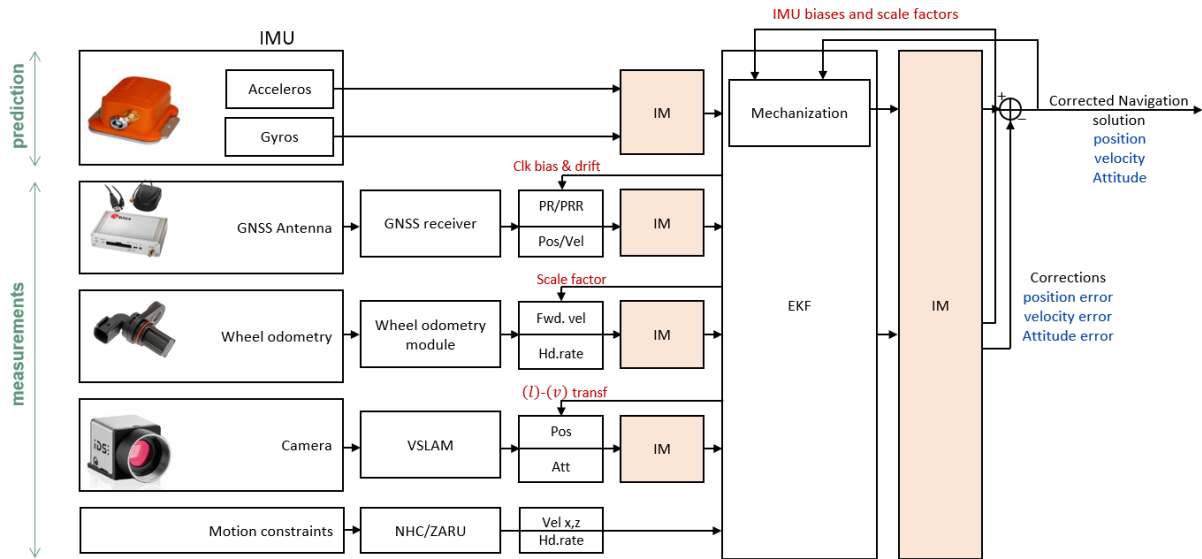 IMU biases and scale factors
IMU
prediction
Acceleros
Gyros
IM
Mechanization
Corrected Navigation
solution
position
velocity
Attitude
Clk bias & drift
GNSS Antenna
GNSS receiver
PR/PRR
Pos/Vel
IM
measurements
Scale factor
Wheel odometry
Wheel odometry
module
Fwd. vel
Hd.rate
IM
EKF
IM
Corrections
position error
velocity error
Attitude error
(l)-(v) transf
iDS
Camera
VSLAM
Pos
Att
IM
Motion constraints
NHC/ZARU
Vel x,z
Hd.rate
+
−